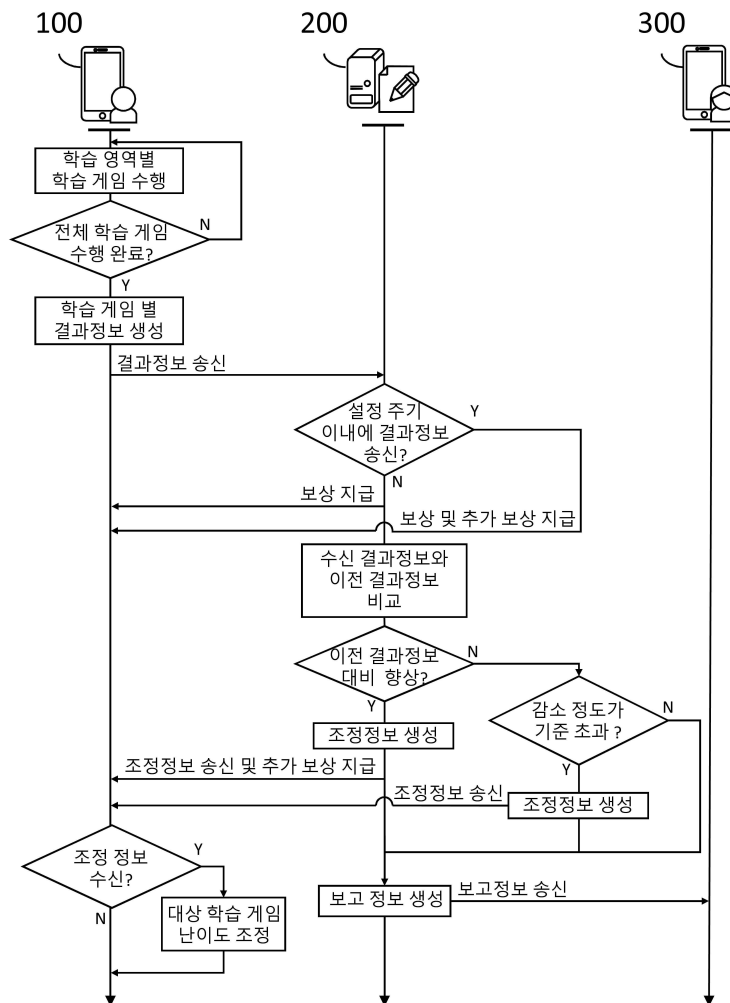 100
200
300
학습 영역별
학습 게임 수행
전체 학습 게임
수행 완료?
N
Y
학습 게임 별
결과정보 생성
결과정보 송신
설정 주기
이내에 결과정보
송신?
Y
N
보상 지급
보상 및 추가 보상 지급
수신 결과정보와
이전 결과정보
비교
이전 결과정보
대비 향상?
N
Y
감소 정도가
기준 초과 ?
N
Y
조정정보 생성
조정정보 송신 및 추가 보상 지급
조정정보 송신
조정정보 생성
조정 정보
수신?
Y
N
대상 학습 게임
난이도 조정
보고 정보 생성
보고정보 송신